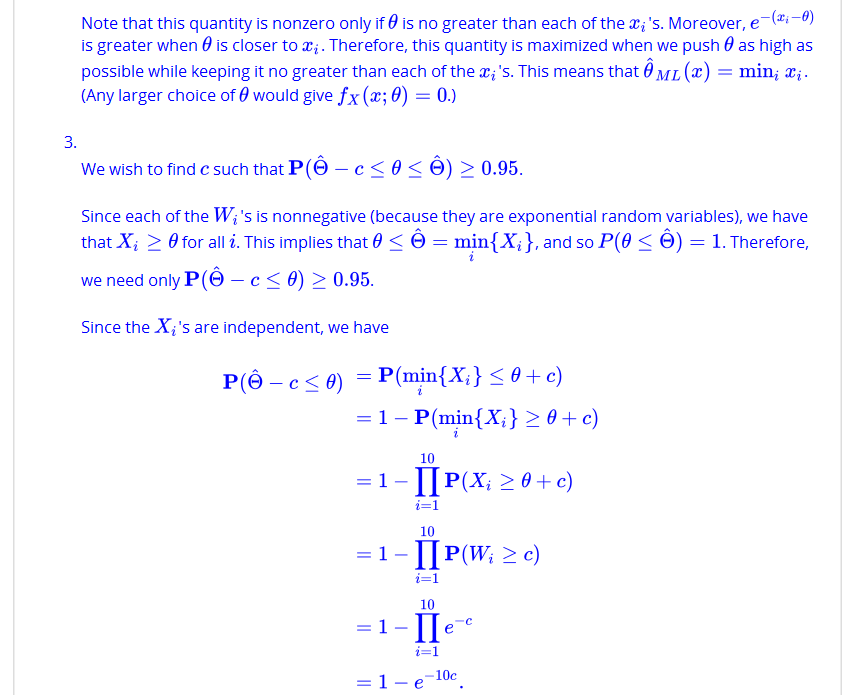 Note that this quantity is nonzero only if θ is no greater than each of the xᵢ's. Moreover, e^{−(xᵢ−θ)}
is greater when θ is closer to xᵢ. Therefore, this quantity is maximized when we push θ as high as
possible while keeping it no greater than each of the xᵢ's. This means that θ̂_{ML}(x) = minᵢ xᵢ.
(Any larger choice of θ would give f_X(x; θ) = 0.)
3.
We wish to find c such that P(Θ̂ − c ≤ θ ≤ Θ̂) ≥ 0.95.
Since each of the Wᵢ's is nonnegative (because they are exponential random variables), we have
that Xᵢ ≥ θ for all i. This implies that θ ≤ Θ̂ = min_i{Xᵢ}, and so P(θ ≤ Θ̂) = 1. Therefore,
we need only P(Θ̂ − c ≤ θ) ≥ 0.95.
Since the Xᵢ's are independent, we have
P(Θ̂ − c ≤ θ) = P(min_i{Xᵢ} ≤ θ + c)
= 1 − P(min_i{Xᵢ} ≥ θ + c)
= 1 − ∏_{i=1}^{10} P(Xᵢ ≥ θ + c)
= 1 − ∏_{i=1}^{10} P(Wᵢ ≥ c)
= 1 − ∏_{i=1}^{10} e^{−c}
= 1 − e^{−10c}.